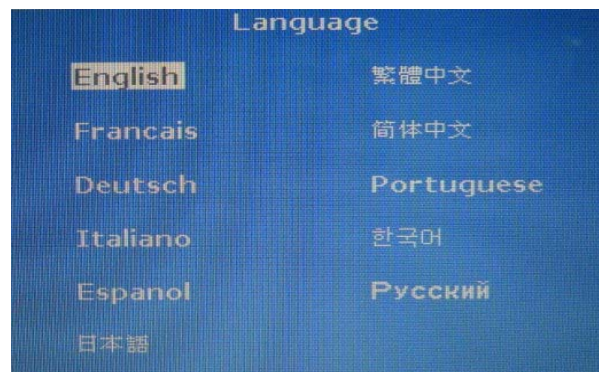 Language
English
繁體中文
Francais
简体中文
Deutsch
Portuguese
Italiano
한국어
Espanol
Русский
日本語